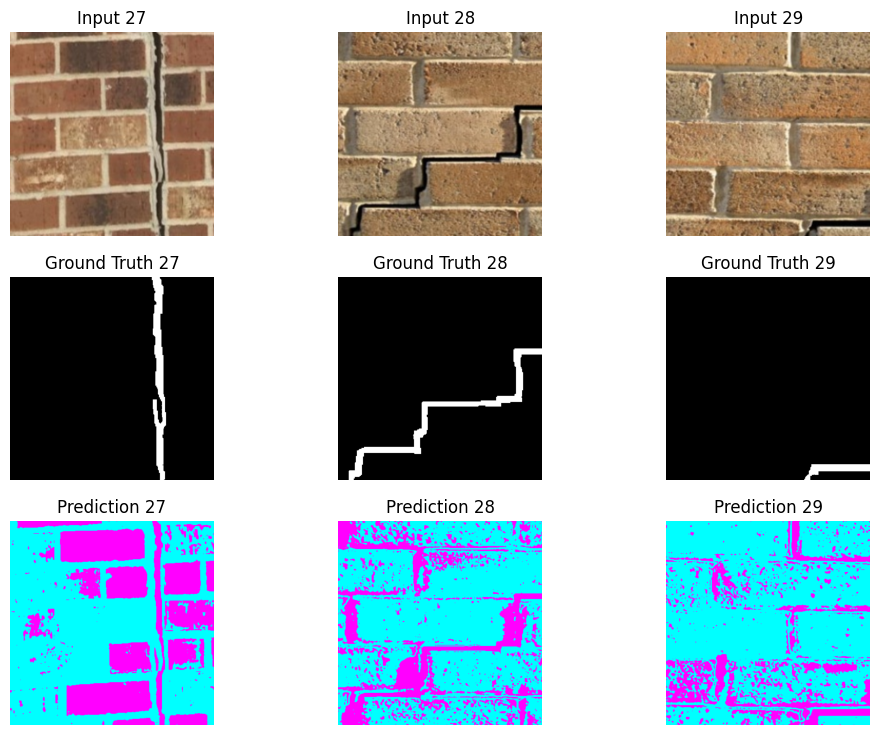 Input 27
Input 28
Input 29
Ground Truth 27
Ground Truth 28
Ground Truth 29
Prediction 27
Prediction 28
Prediction 29